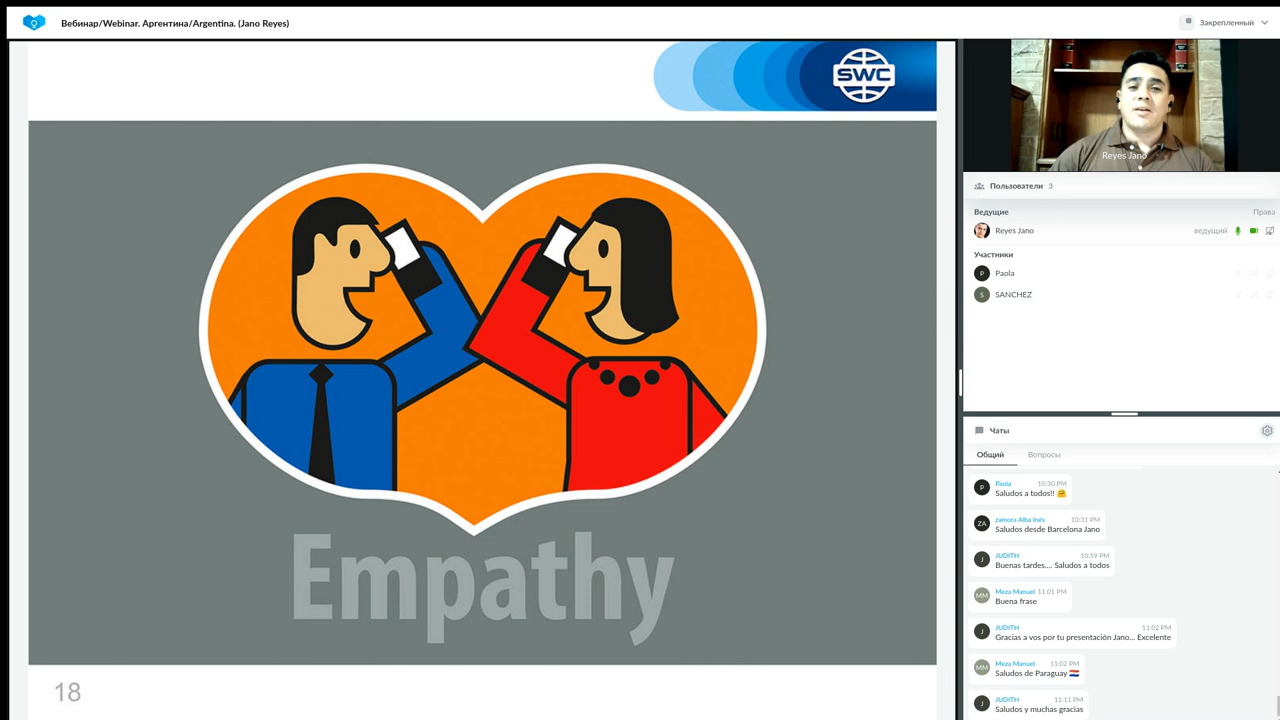 Вебинар/Webinar. Аргентина/Argentina. (Jano Reyes)
Закрепленный
SWC
Empathy
18
Reyes Jano
Пользователи 3
Ведущие Права
Reyes Jano ведущий
Участники
P Paola
S SANCHEZ
Чаты
Общий Вопросы
P Paola 10:30 PM
Saludos a todos!! 🤗
ZA zamora Alba Inés 10:31 PM
Saludos desde Barcelona Jano
J JUDITH 10:59 PM
Buenas tardes.... Saludos a todos
MM Meza Manuel 11:01 PM
Buena frase
J JUDITH 11:02 PM
Gracias a vos por tu presentación Jano... Excelente
MM Meza Manuel 11:02 PM
Saludos de Paraguay 🇵🇾
J JUDITH 11:11 PM
Saludos y muchas gracias